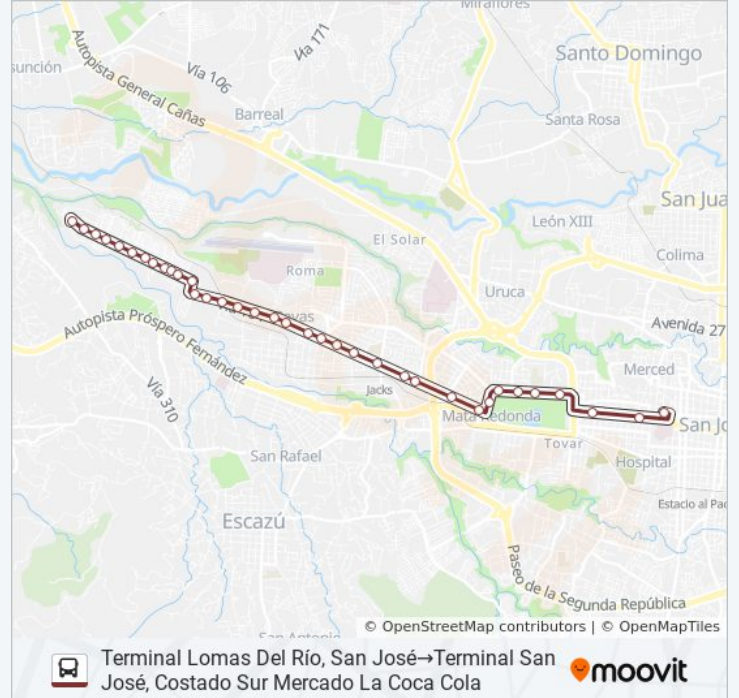 Miraflores
Vía 171
Autopista General Cañas
Santo Domingo
sunción
Vía 106
Barreal
Santa Rosa
San Jua
León XIII
El Solar
Colima
Roma
Uruca
Avenida 27
Autopista Próspero Fernández
Merced
Vía 310
Jacks
Mata Redonda
San Jo
Tovar
San Rafael
Hospital
Escazú
Estacio al Pac
Paseo de la Segunda República
San Antonio
© OpenStreetMap contributors | © OpenMapTiles
Terminal Lomas Del Río, San José→Terminal San
José, Costado Sur Mercado La Coca Cola
moovit